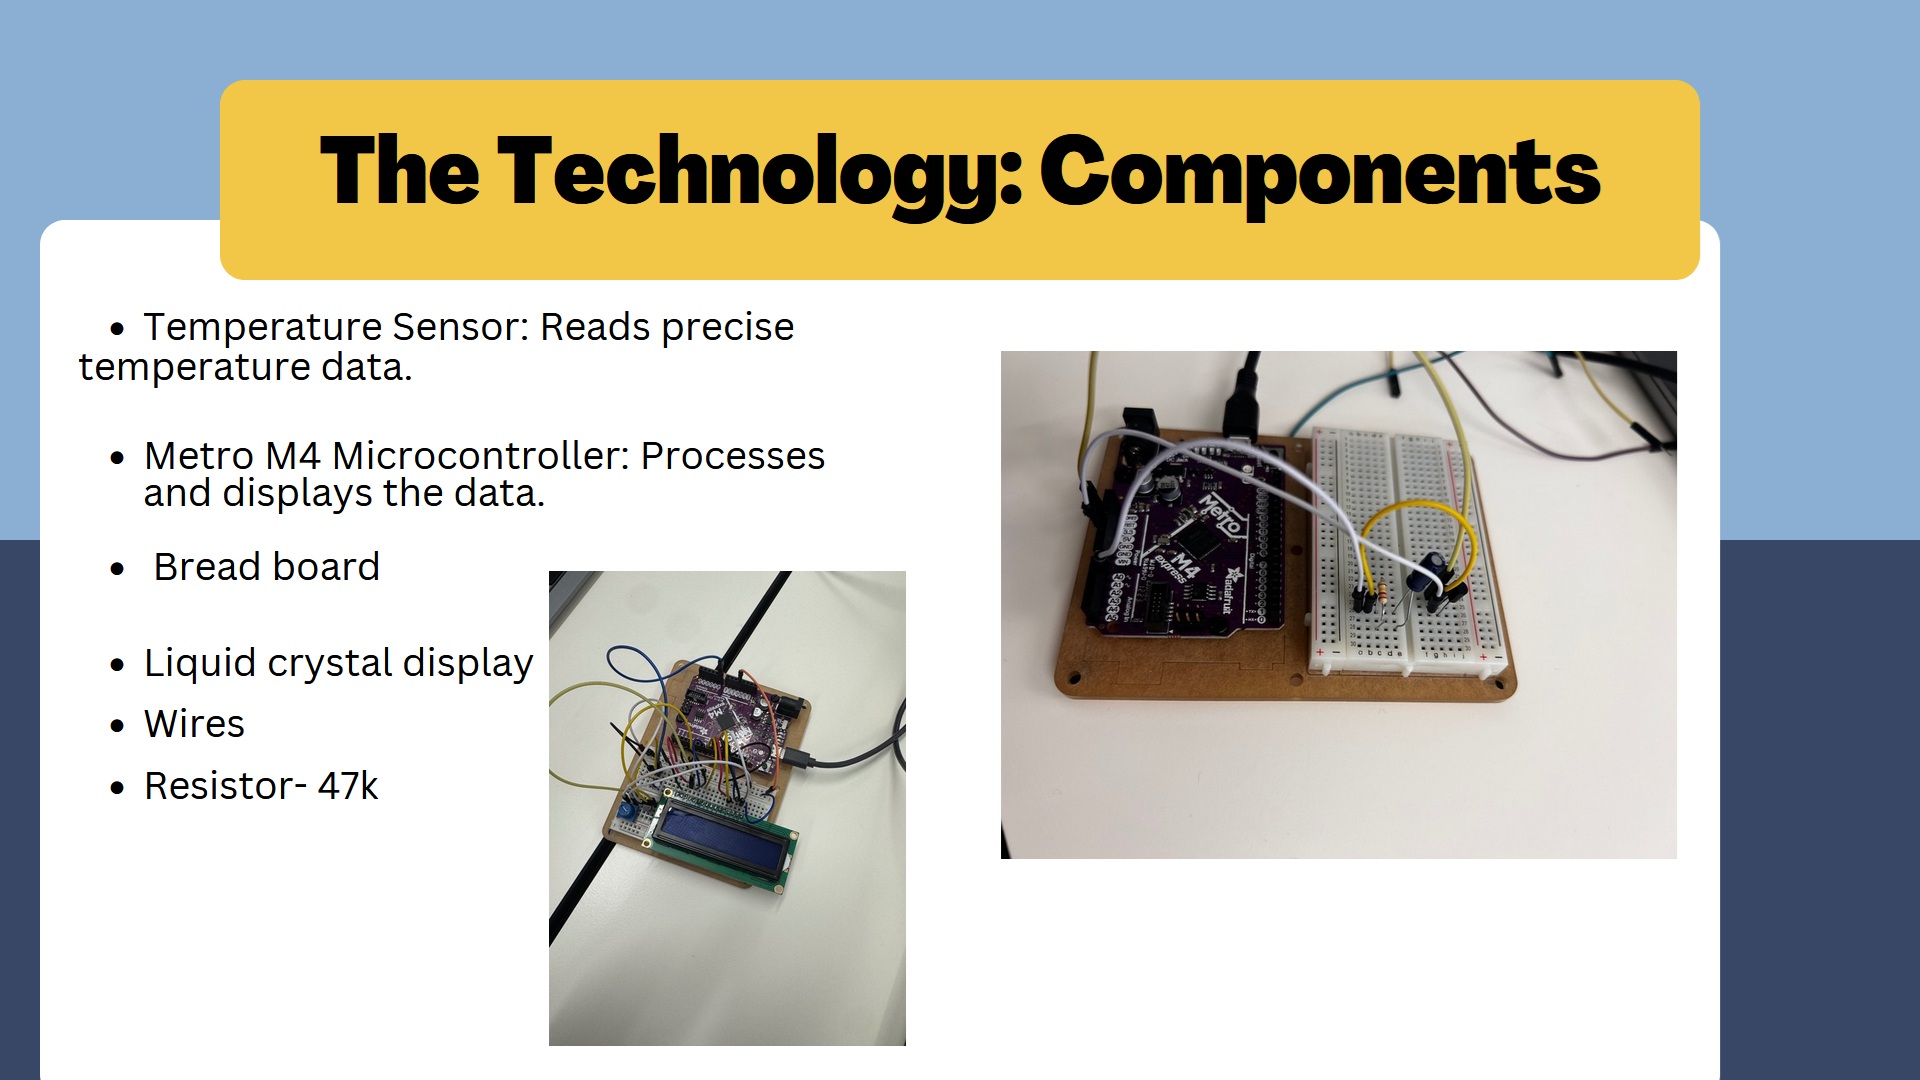 The Technology: Components
• Temperature Sensor: Reads precise
temperature data.
• Metro M4 Microcontroller: Processes
and displays the data.
• Bread board
• Liquid crystal display
• Wires
• Resistor- 47k
Metro
M4
express
adafruit